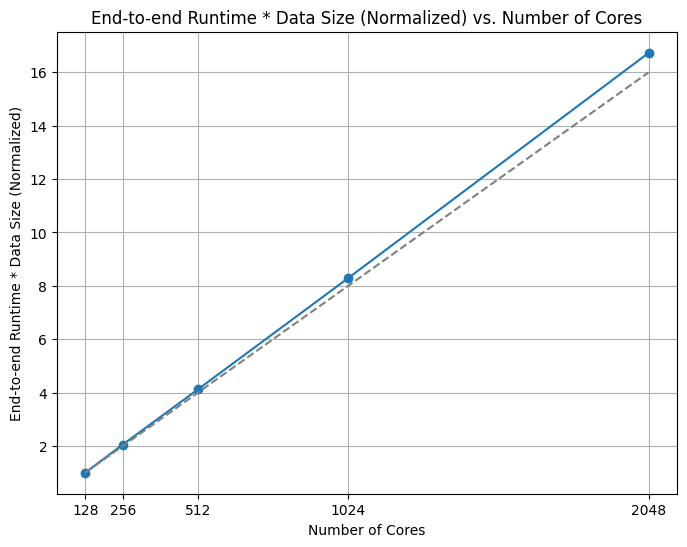 End-to-end Runtime * Data Size (Normalized) vs. Number of Cores
End-to-end Runtime * Data Size (Normalized)
16
14
12
10
8
6
4
2
128 256 512 1024 2048
Number of Cores